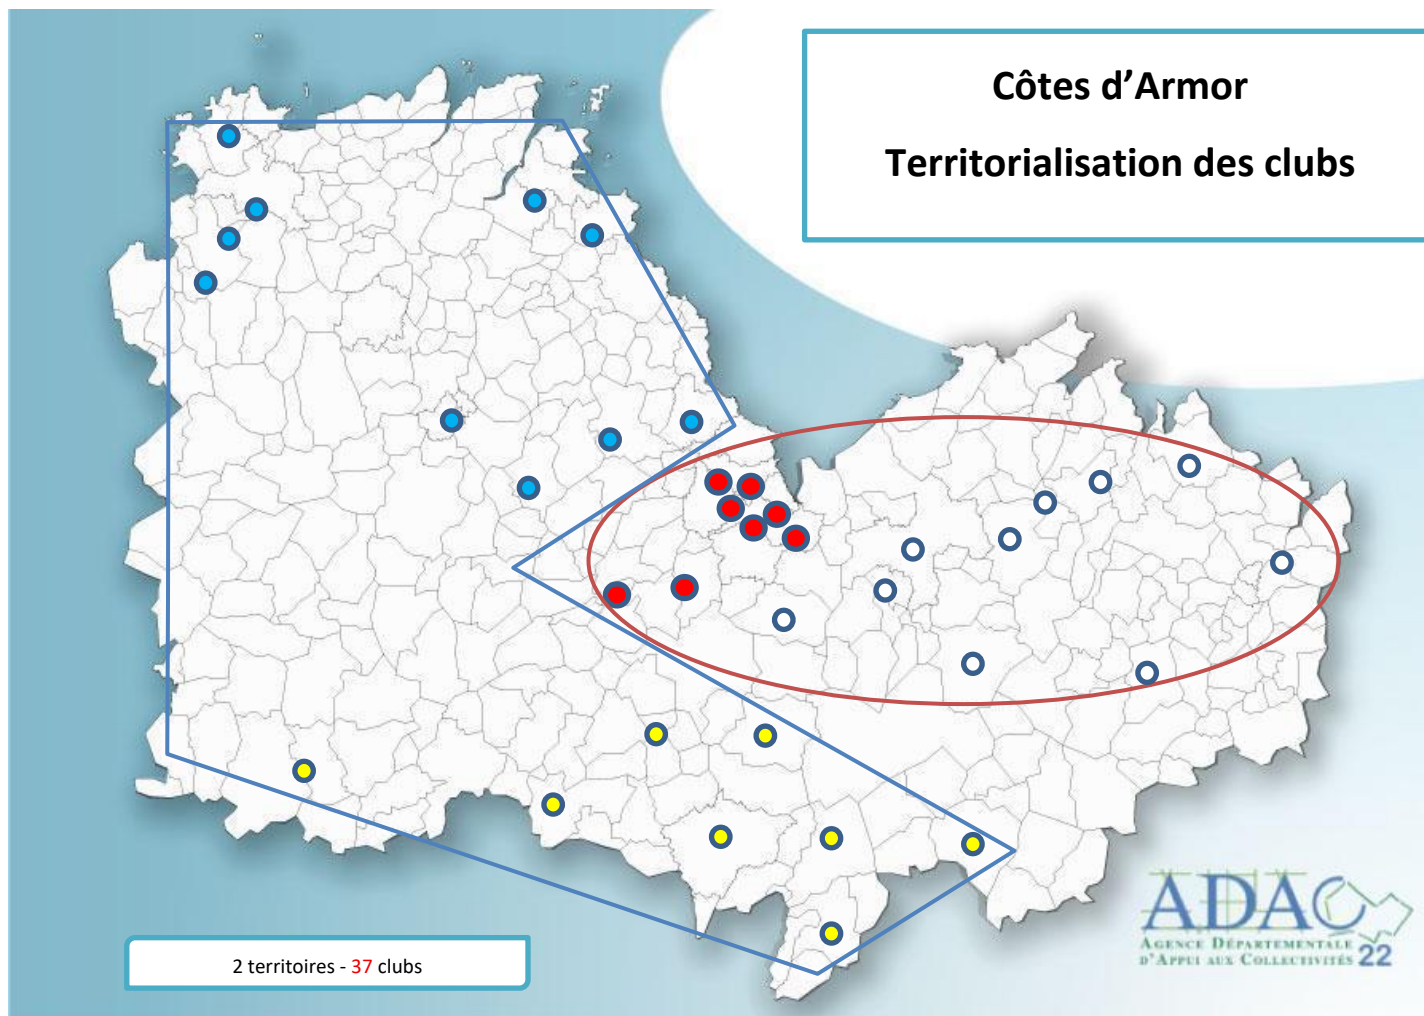 Côtes d’Armor
Territorialisation des clubs
2 territoires - 37 clubs
ADAC
AGENCE DÉPARTEMENTALE
D'APPUI AUX COLLECTIVITÉS 22